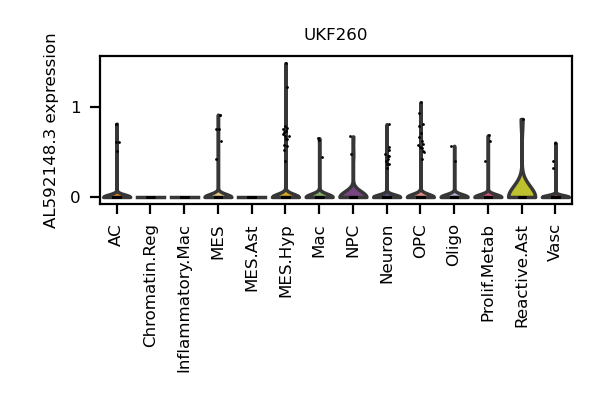 UKF260
AL592148.3 expression
1
0
AC
Chromatin.Reg
Inflammatory.Mac
MES
MES.Ast
MES.Hyp
Mac
NPC
Neuron
OPC
Oligo
Prolif.Metab
Reactive.Ast
Vasc